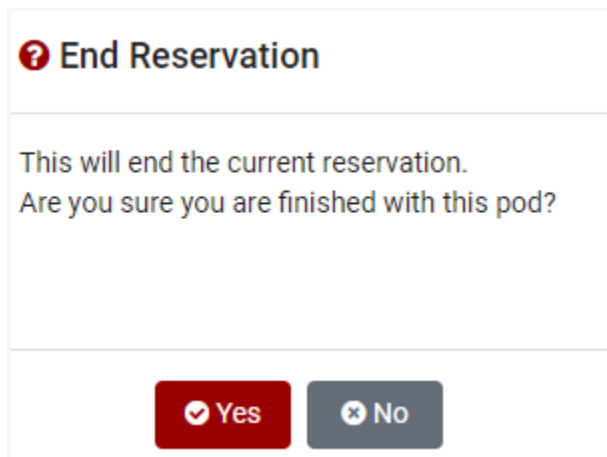 End Reservation
This will end the current reservation.
Are you sure you are finished with this pod?
Yes
No